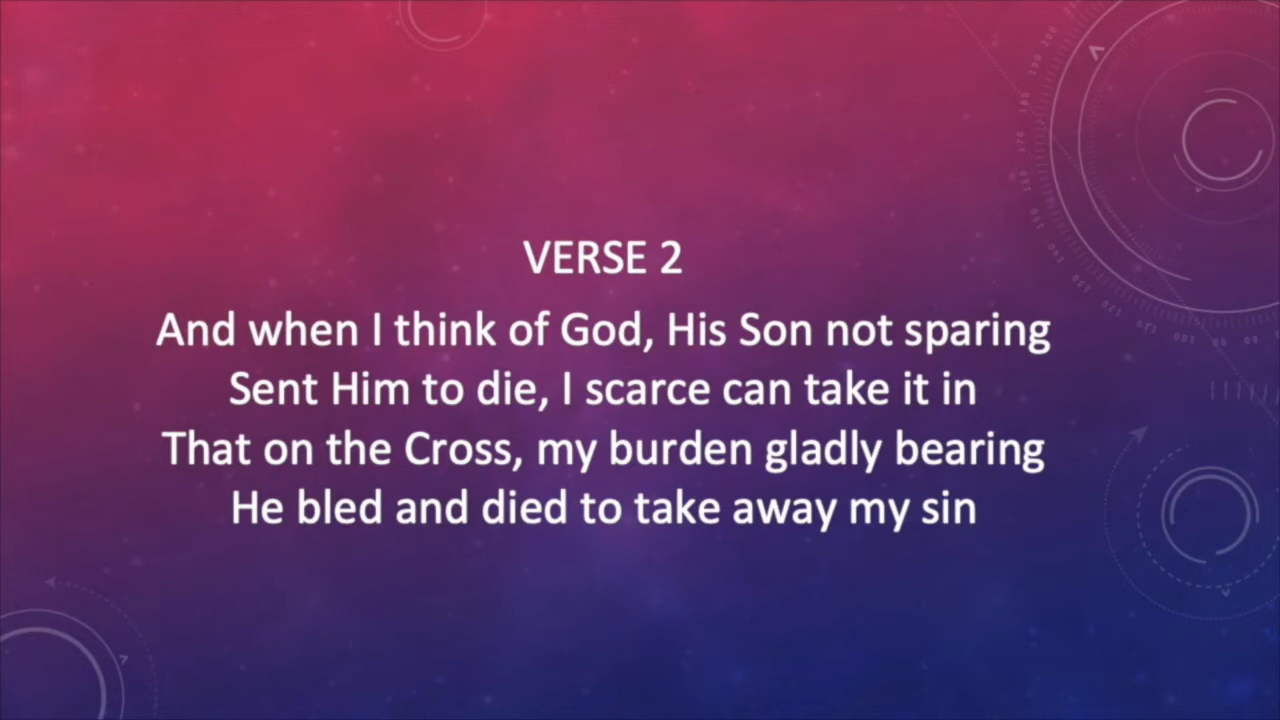 VERSE 2
And when I think of God, His Son not sparing
Sent Him to die, I scarce can take it in
That on the Cross, my burden gladly bearing
He bled and died to take away my sin